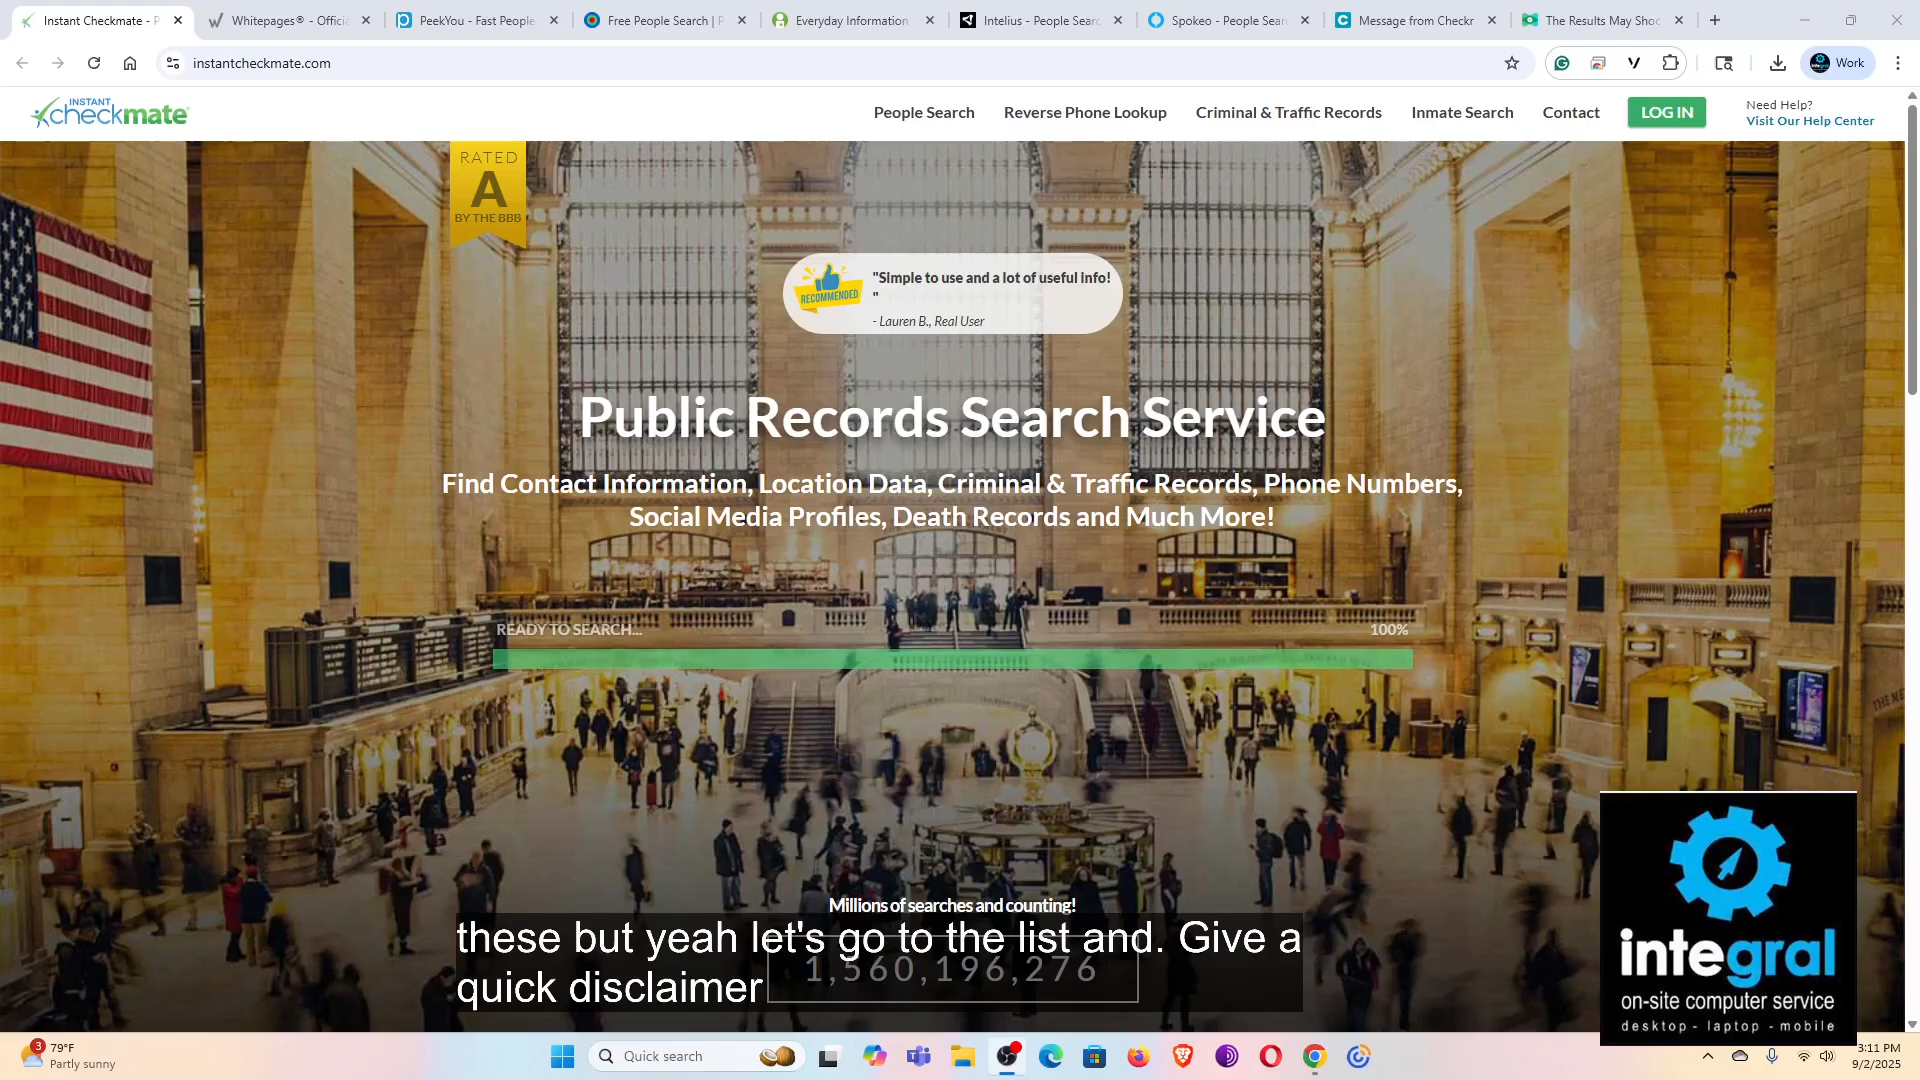 Instant Checkmate - P
Whitepages® - Officia
PeekYou - Fast People
Free People Search | P
Everyday Information
Intelius - People Searc
Spokeo - People Sear
Message from Checkr
The Results May Shoc
instantcheckmate.com
Work
INSTANT
checkmate
People Search
Reverse Phone Lookup
Criminal & Traffic Records
Inmate Search
Contact
LOG IN
Need Help?
Visit Our Help Center
RATED
A
BY THE BBB
RECOMMENDED
"Simple to use and a lot of useful info!
"
- Lauren B., Real User
Public Records Search Service
Find Contact Information, Location Data, Criminal & Traffic Records, Phone Numbers,
Social Media Profiles, Death Records and Much More!
READY TO SEARCH...
100%
Millions of searches and counting!
these but yeah let's go to the list and. Give a
quick disclaimer
1,560,196,276
integral
on-site computer service
desktop - laptop - mobile
3
79°F
Partly sunny
Quick search
3:11 PM
9/2/2025